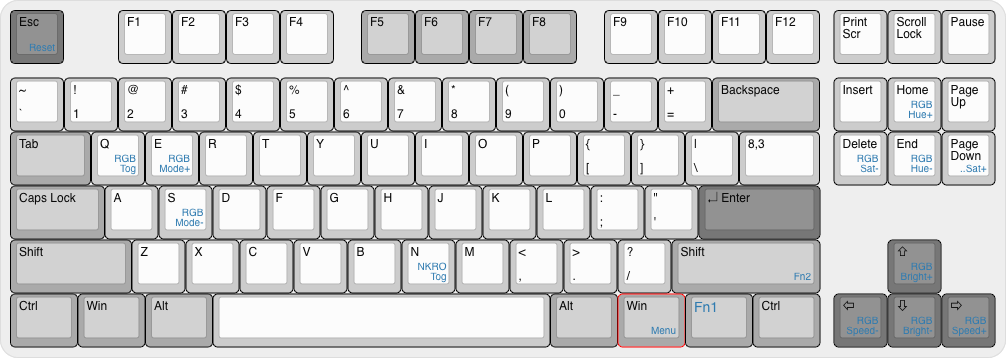 Esc
Reset
F1
F2
F3
F4
F5
F6
F7
F8
F9
F10
F11
F12
Print
Scr
Scroll
Lock
Pause
~
`
!
1
@
2
#
3
$
4
%
5
^
6
&
7
*
8
(
9
)
0
_
-
+
=
Backspace
Insert
Home
RGB
Hue+
Page
Up
Tab
Q
RGB
Tog
E
RGB
Mode+
R
T
Y
U
I
O
P
{
[
}
]
|
\
8,3
Delete
RGB
Sat-
End
RGB
Hue-
Page
Down
..Sat+
Caps Lock
A
S
RGB
Mode-
D
F
G
H
J
K
L
:
;
"
'
↵ Enter
Shift
Z
X
C
V
B
N
NKRO
Tog
M
<
,
>
.
?
/
Shift
Fn2
⇧
RGB
Bright+
Ctrl
Win
Alt
Alt
Win
Menu
Fn1
Ctrl
⇦
RGB
Speed-
⇩
RGB
Bright-
⇨
RGB
Speed+